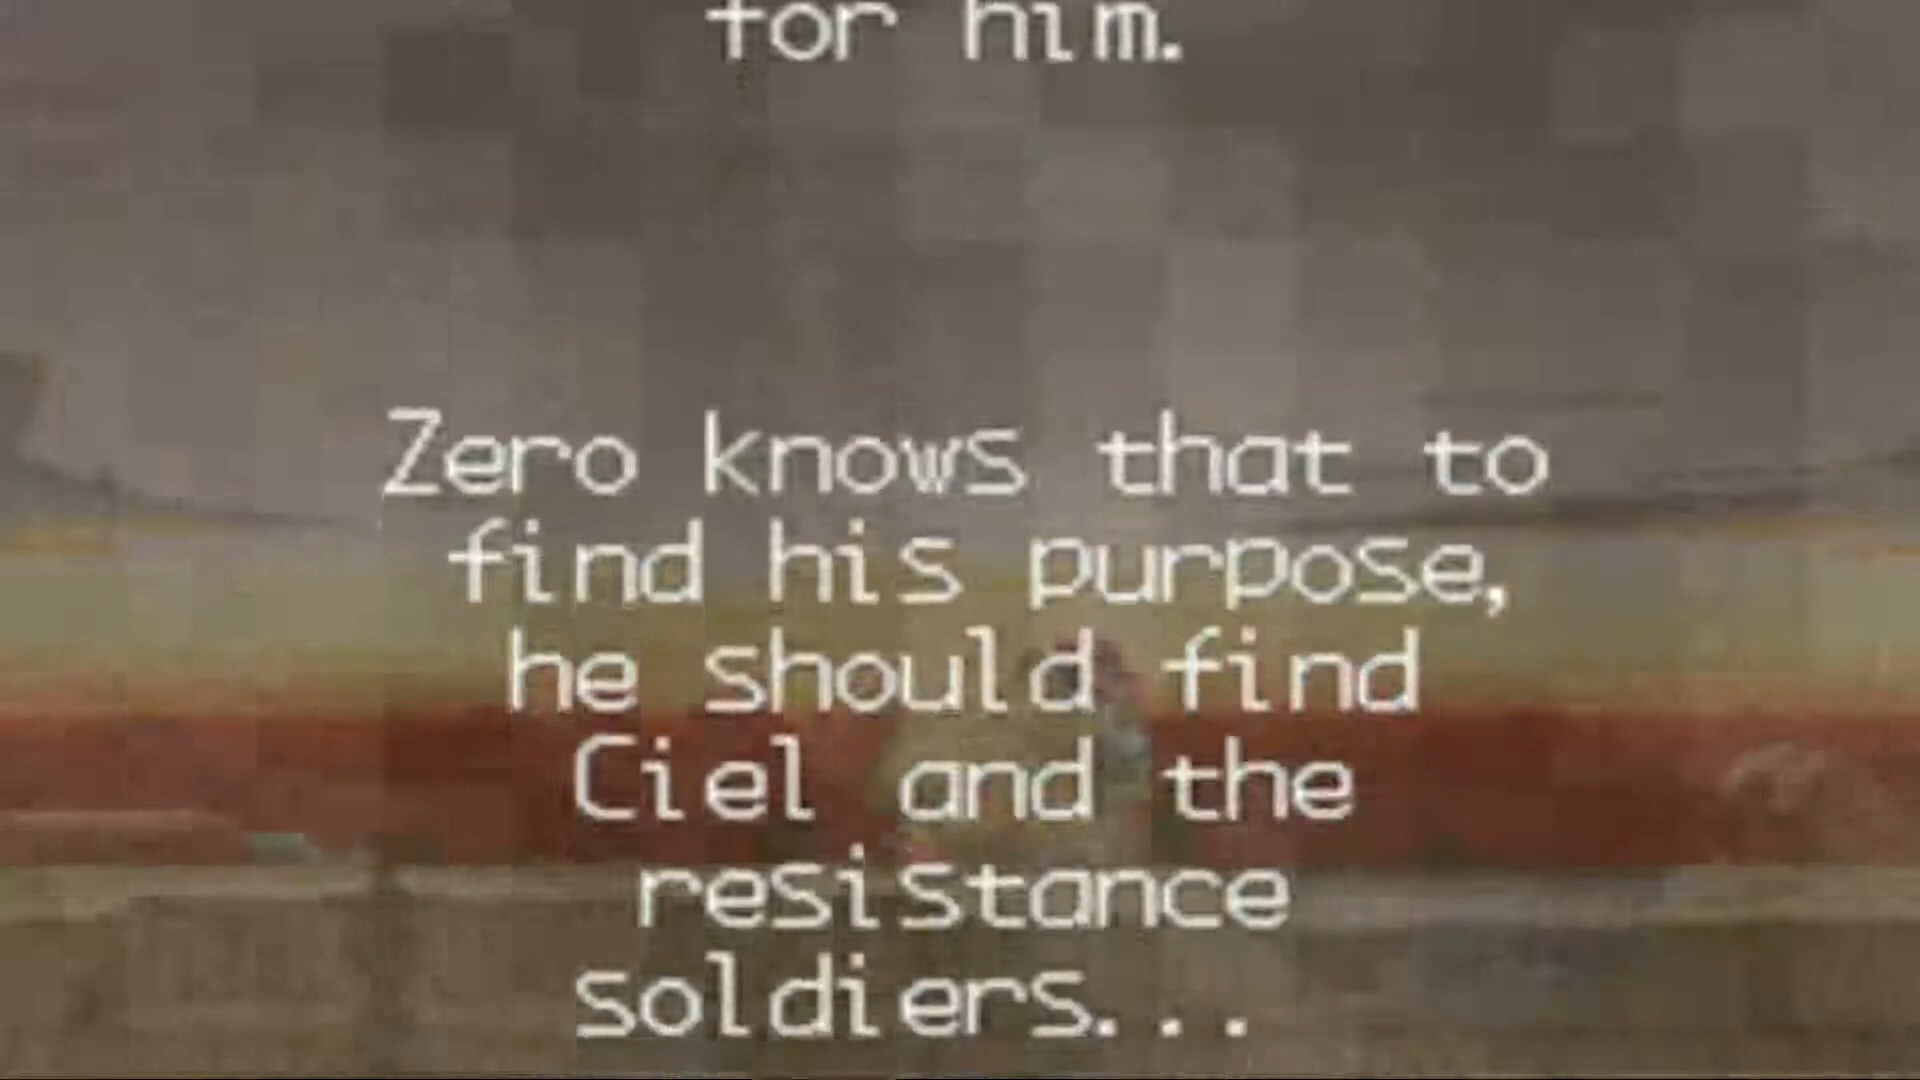 for him.
Zero knows that to
find his purpose,
he should find
Ciel and the
resistance
soldiers...